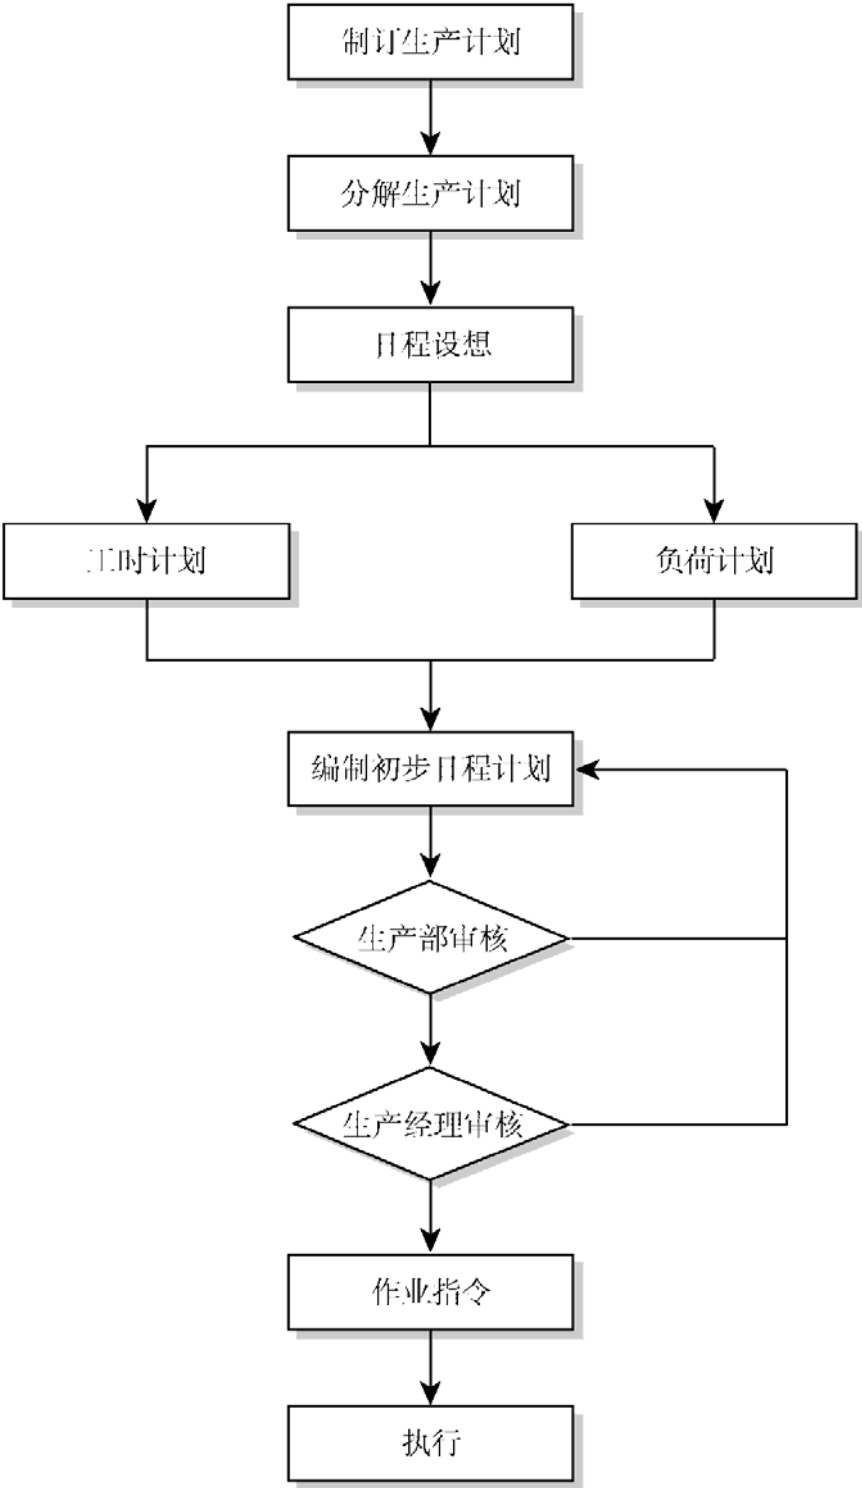 制订生产计划
分解生产计划
日程设想
工时计划
负荷计划
编制初步日程计划
生产部审核
生产经理审核
作业指令
执行